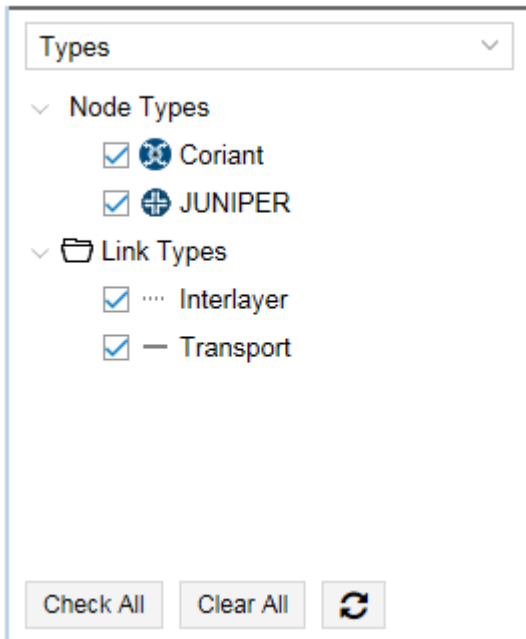 Types
Node Types
Coriant
JUNIPER
Link Types
Interlayer
Transport
Check All Clear All